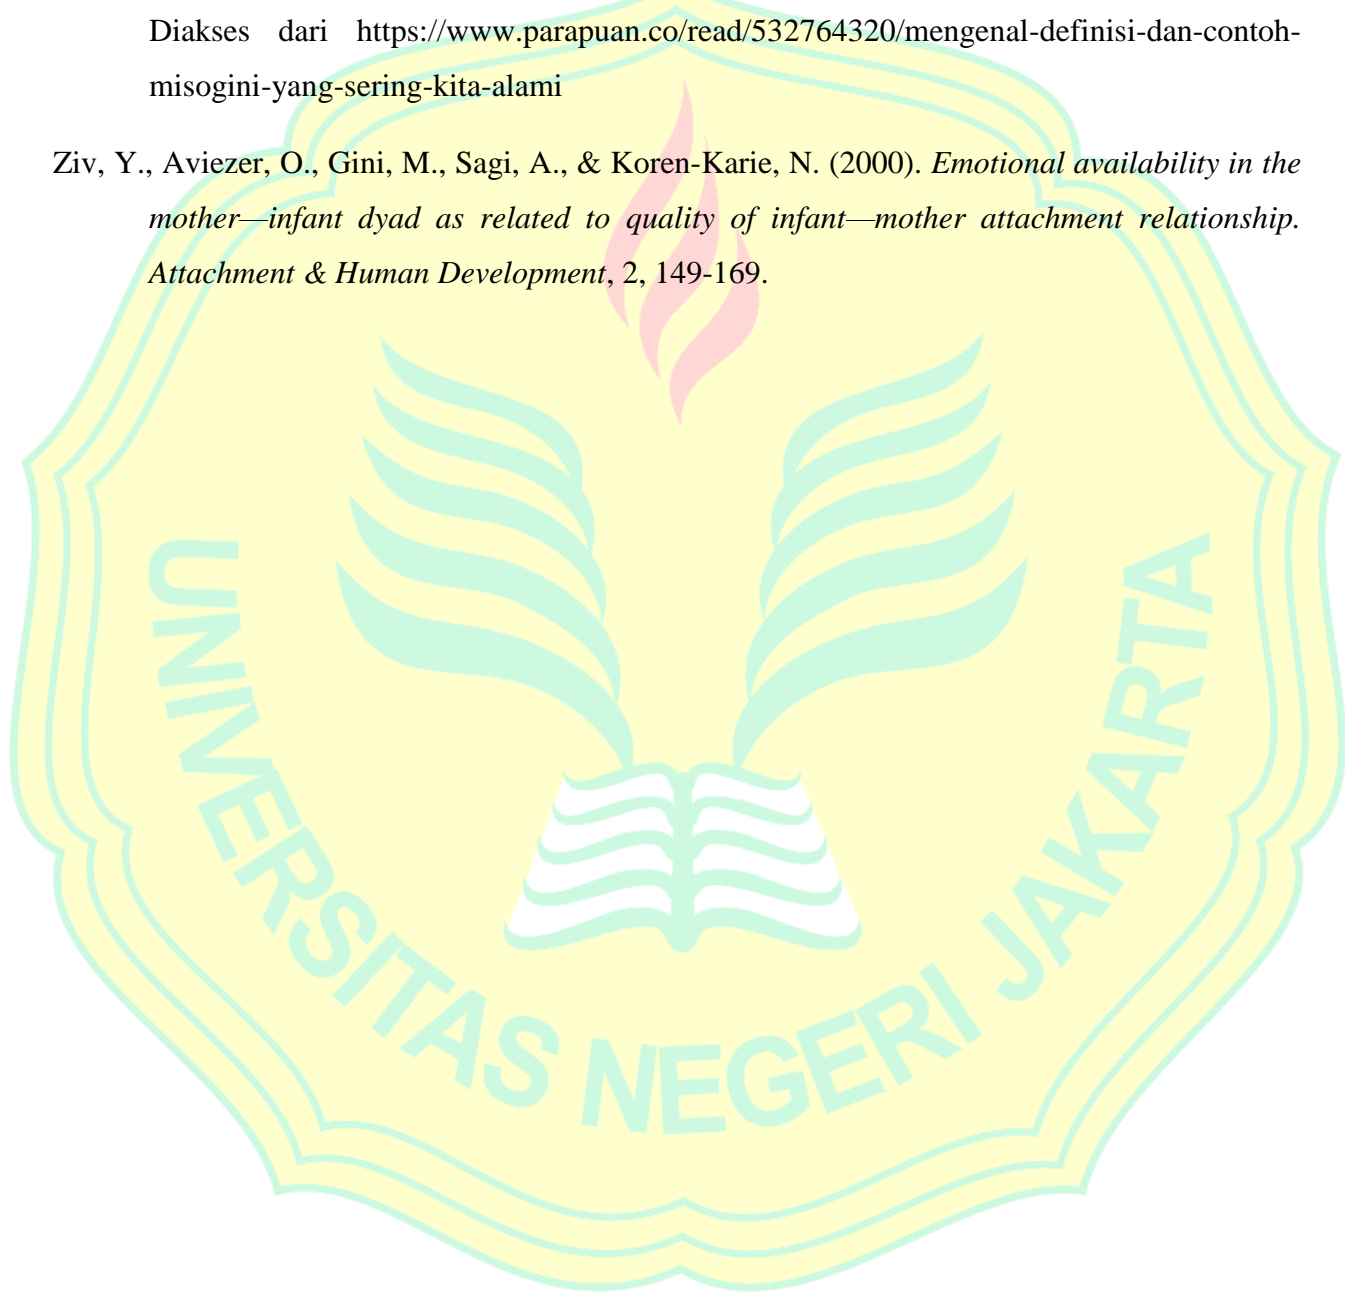 Diakses dari https://www.parapuan.co/read/532764320/mengenal-definisi-dan-contoh-
misogini-yang-sering-kita-alami
Ziv, Y., Aviezer, O., Gini, M., Sagi, A., & Koren-Karie, N. (2000). Emotional availability in the
mother—infant dyad as related to quality of infant—mother attachment relationship.
Attachment & Human Development, 2, 149-169.
UNIVERSITAS NEGERI JAKARTA